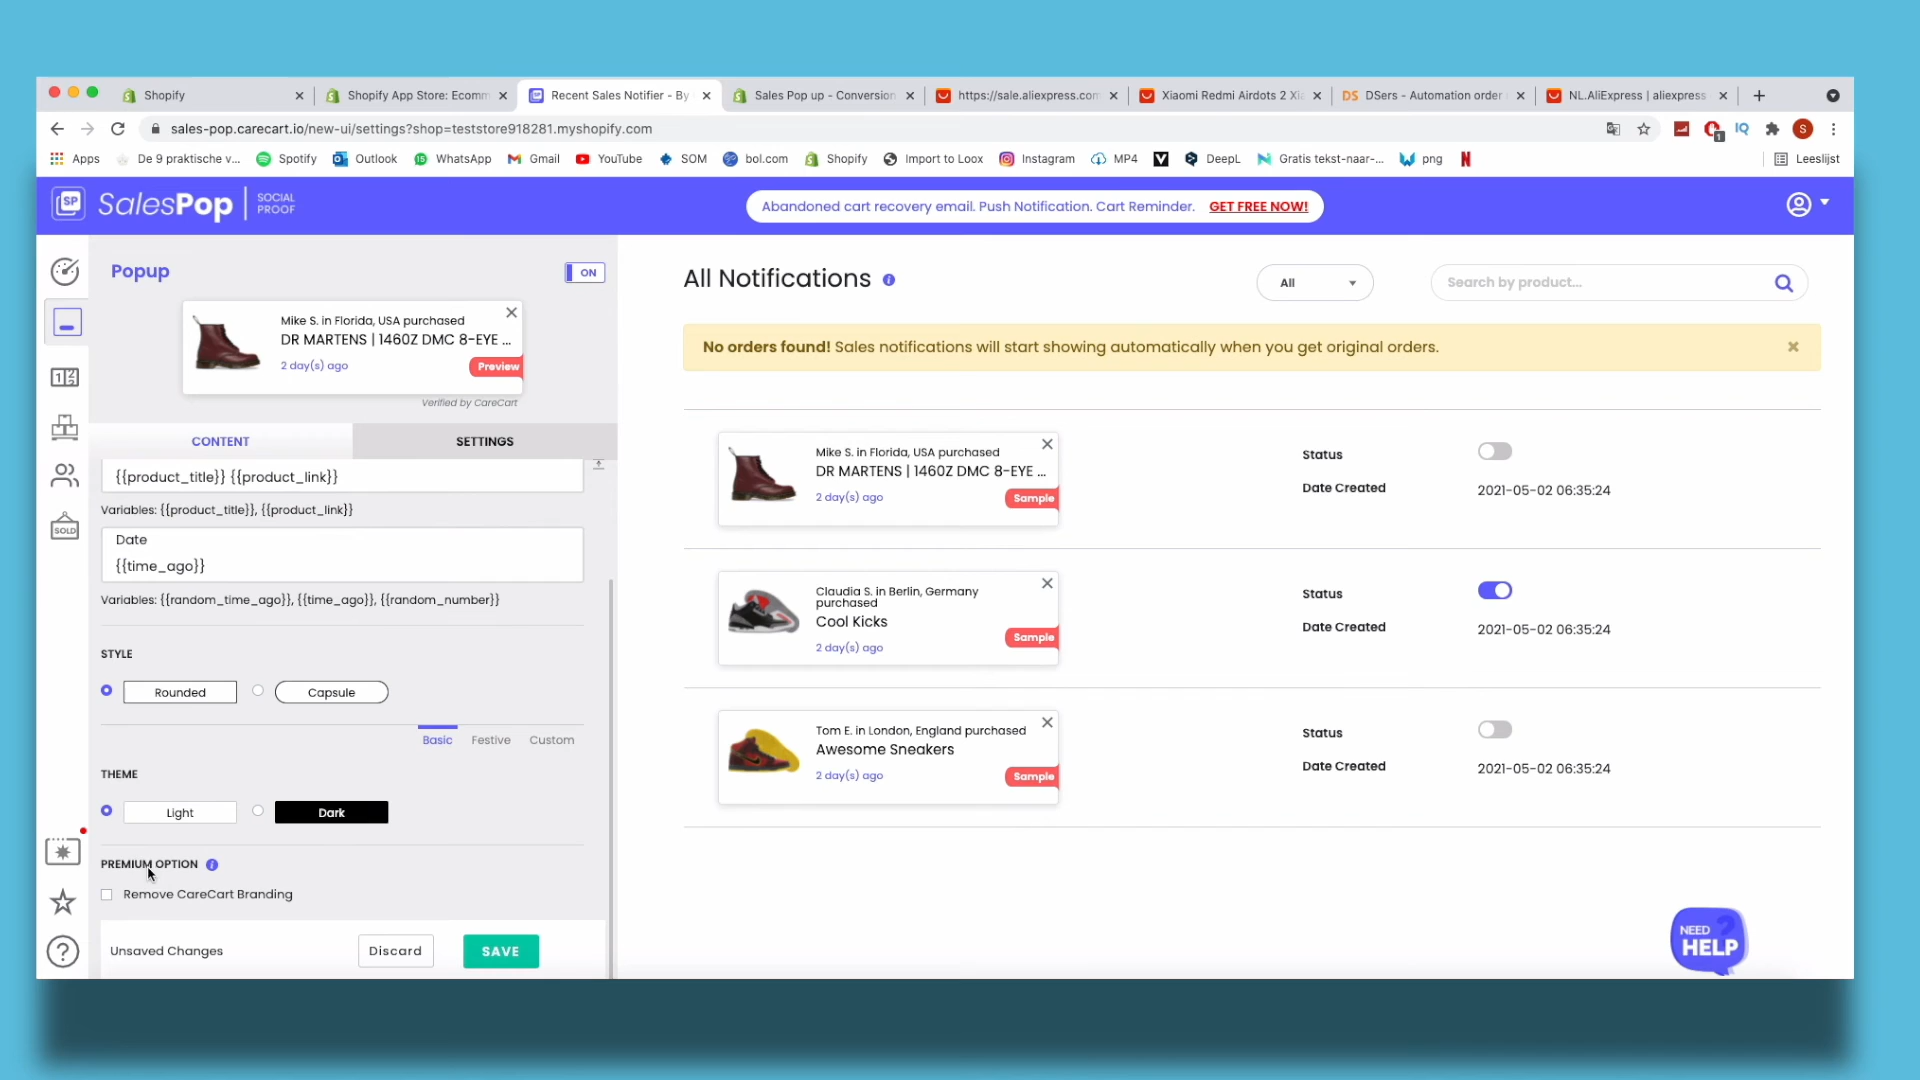 Shopify
Shopify App Store: Ecomm
Recent Sales Notifier - By
Sales Pop up - Conversion
https://sale.aliexpress.com
Xiaomi Redmi Airdots 2 Xia
DS DSers - Automation order
NL.AliExpress | aliexpress
sales-pop.carecart.io/new-ui/settings?shop=teststore918281.myshopify.com
IQ
S
1
Apps
De 9 praktische v...
Spotify
Outlook
WhatsApp
Gmail
YouTube
SOM
bol.com
Shopify
Import to Loox
Instagram
MP4
V
DeepL
Gratis tekst-naar-...
png
N
Leeslijst
SP SalesPop
SOCIAL
PROOF
Abandoned cart recovery email. Push Notification. Cart Reminder. GET FREE NOW!
Popup
ON
Mike S. in Florida, USA purchased
DR MARTENS | 1460Z DMC 8-EYE ...
2 day(s) ago
Preview
Verified by CareCart
CONTENT
SETTINGS
{{product_title}} {{product_link}}
Variables: {{product_title}}, {{product_link}}
Date
{{time_ago}}
Variables: {{random_time_ago}}, {{time_ago}}, {{random_number}}
STYLE
Rounded
Capsule
Basic
Festive
Custom
THEME
Light
Dark
PREMIUM OPTION
Remove CareCart Branding
Unsaved Changes
Discard
SAVE
SOLD
All Notifications
All
Search by product...
No orders found! Sales notifications will start showing automatically when you get original orders.
Mike S. in Florida, USA purchased
DR MARTENS | 1460Z DMC 8-EYE ...
2 day(s) ago
Sample
Status
Date Created
2021-05-02 06:35:24
Claudia S. in Berlin, Germany
purchased
Cool Kicks
2 day(s) ago
Sample
Status
Date Created
2021-05-02 06:35:24
Tom E. in London, England purchased
Awesome Sneakers
2 day(s) ago
Sample
Status
Date Created
2021-05-02 06:35:24
NEED
HELP